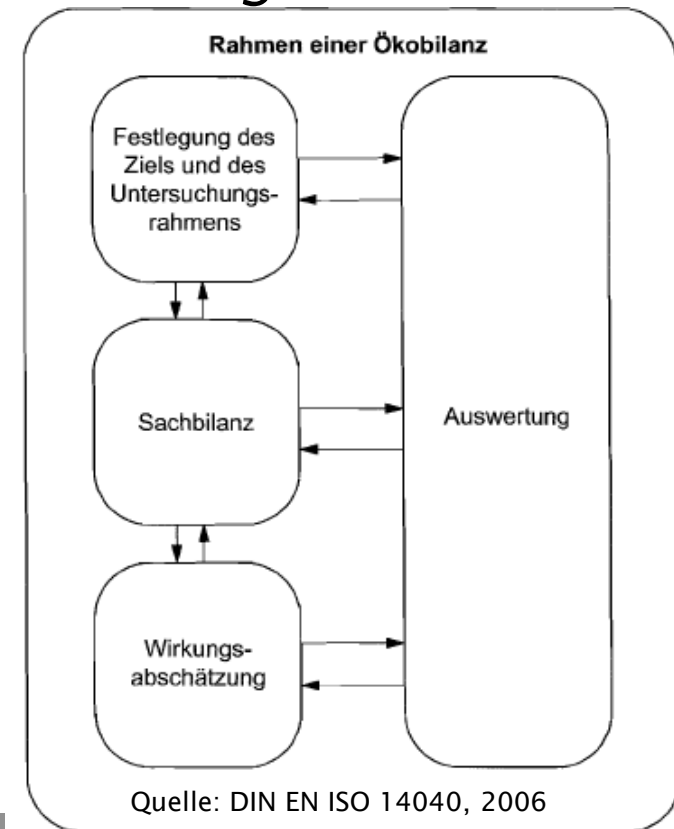 Rahmen einer Ökobilanz
Festlegung des
Ziels und des
Untersuchungs-
rahmens
Sachbilanz
Auswertung
Wirkungs-
abschätzung
Quelle: DIN EN ISO 14040, 2006